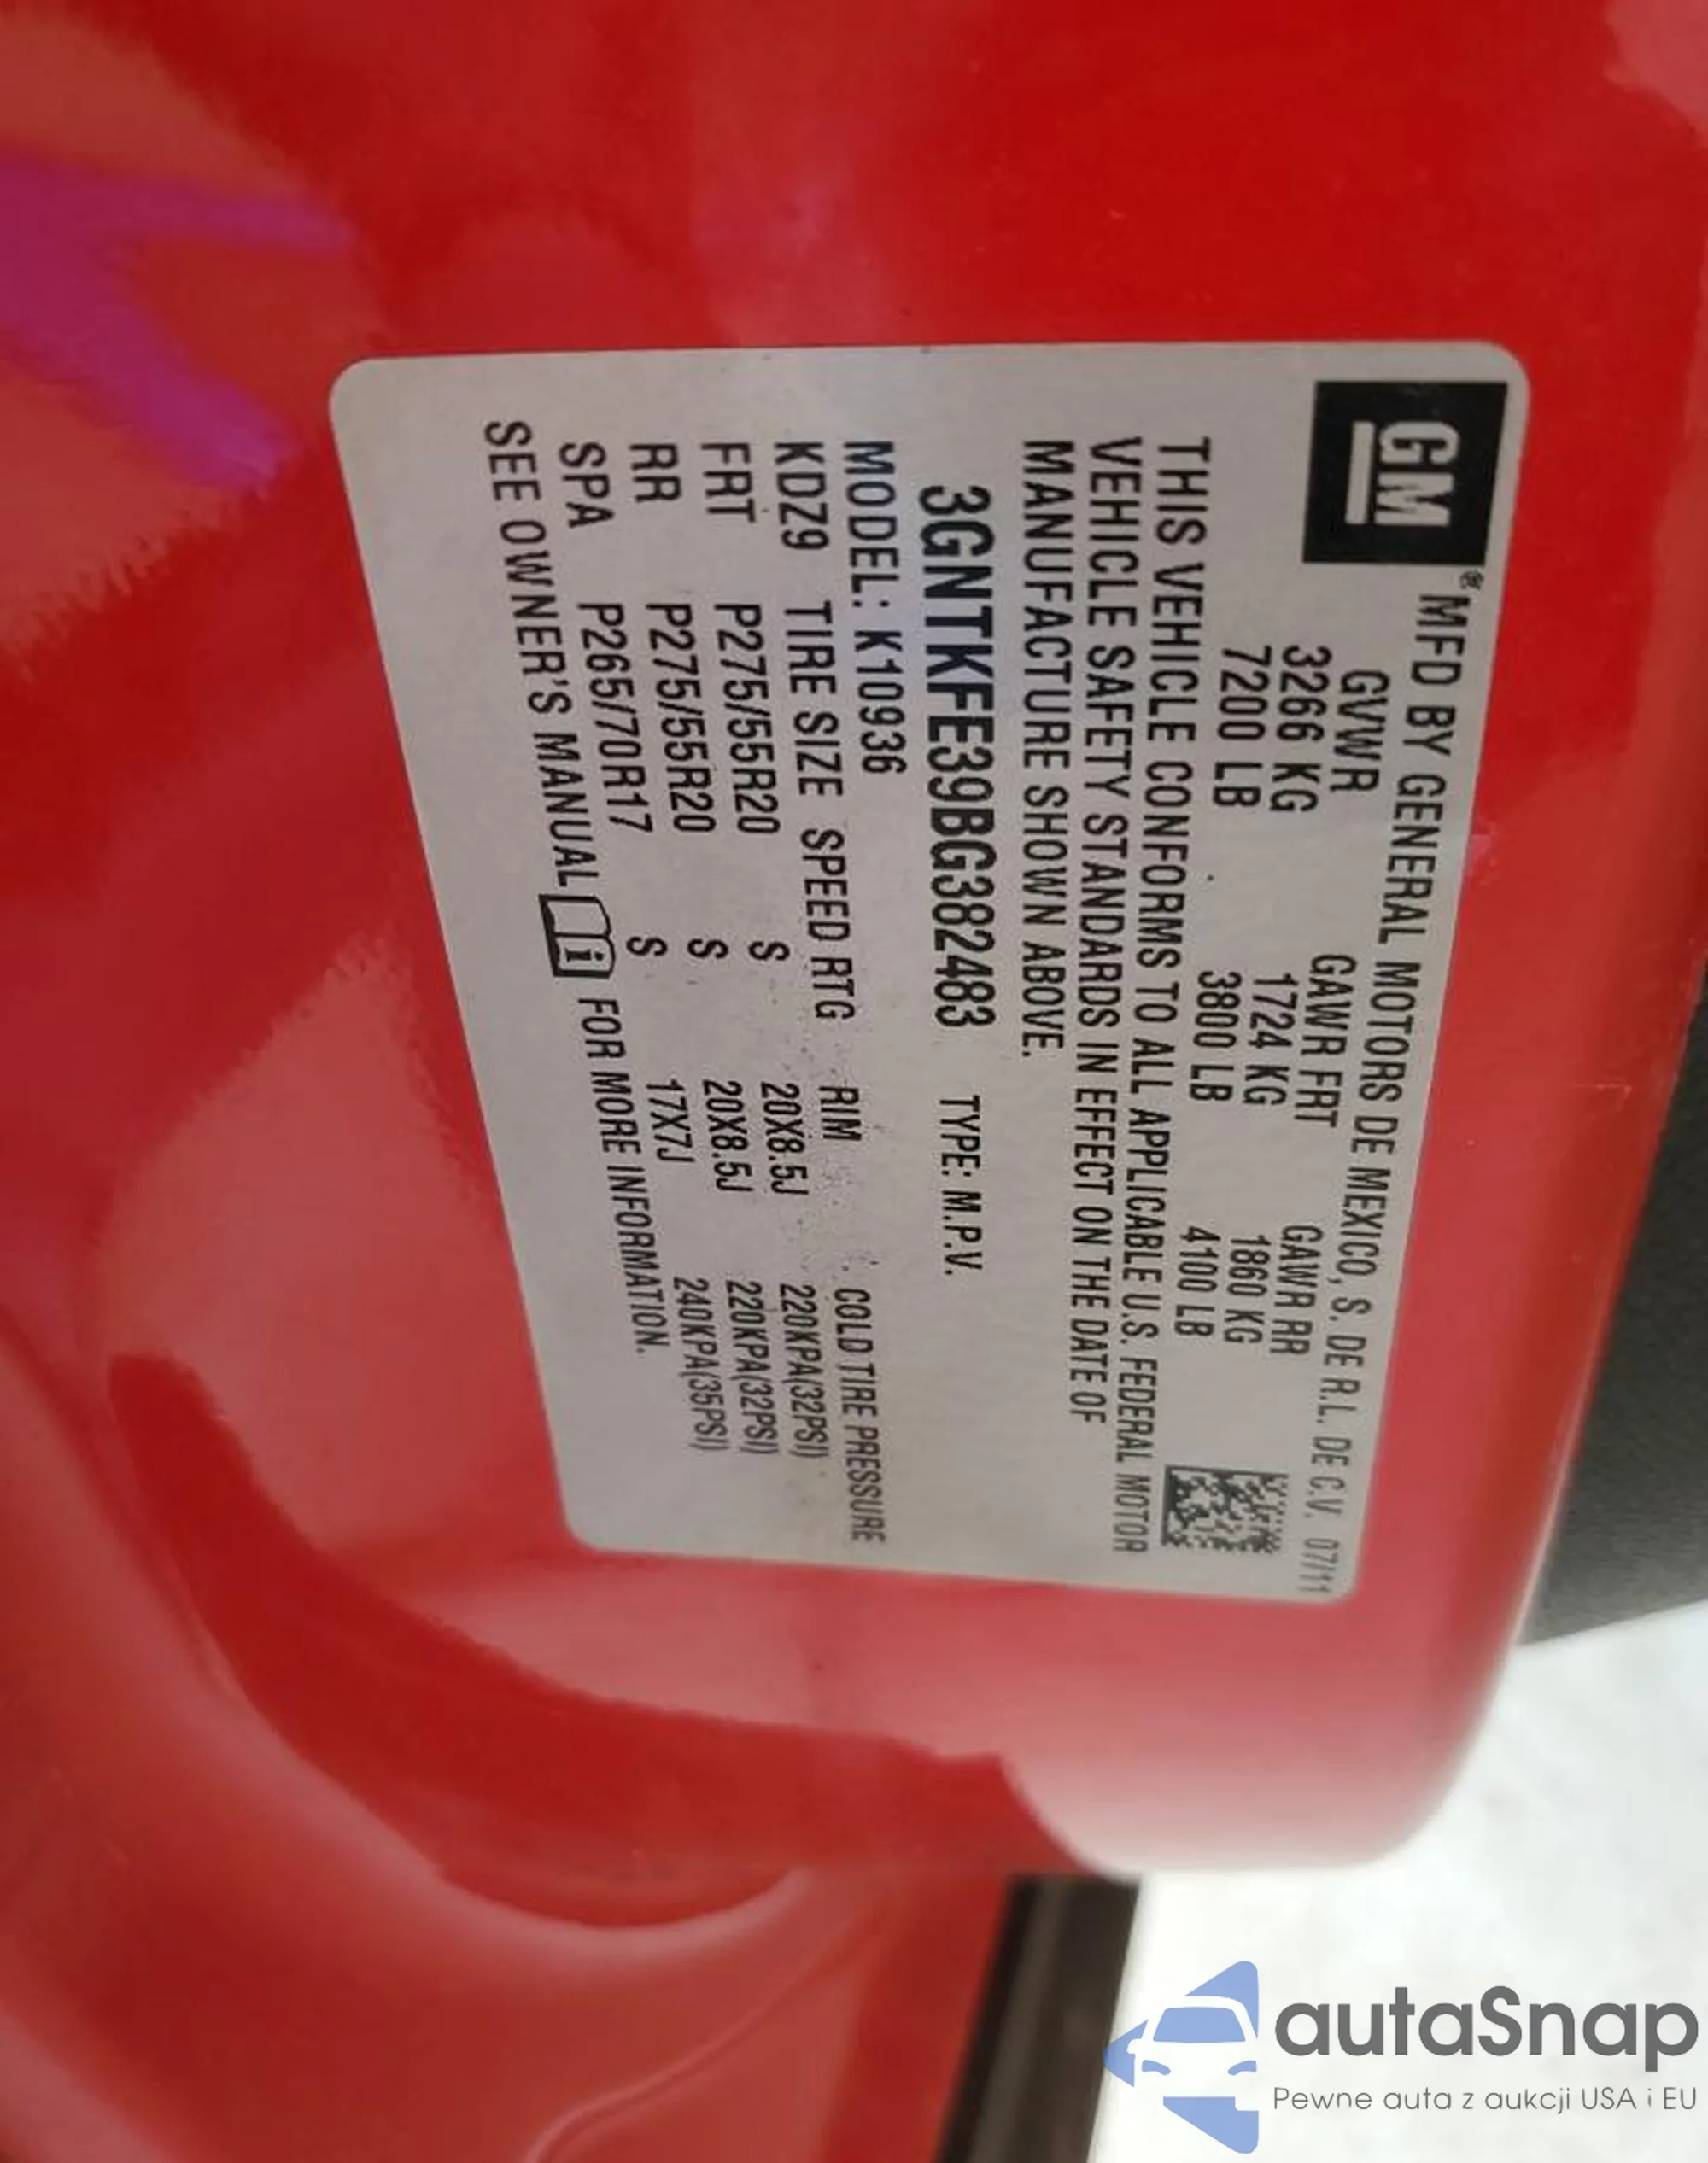 GM® MFD BY GENERAL MOTORS DE MEXICO, S. DE R.L. DE C.V. 07/11
GVWR GAWR FRT GAWR RR
3266 KG 1724 KG 1860 KG
7200 LB 3800 LB 4100 LB
THIS VEHICLE CONFORMS TO ALL APPLICABLE U.S. FEDERAL MOTOR
VEHICLE SAFETY STANDARDS IN EFFECT ON THE DATE OF
MANUFACTURE SHOWN ABOVE.
3GNTKFE39BG382483 TYPE: M.P.V.
MODEL: K10936
KDZ9 TIRE SIZE SPEED RTG RIM COLD TIRE PRESSURE
FRT P275/55R20 S 20X8.5J 220KPA(32PSI)
RR P275/55R20 S 20X8.5J 220KPA(32PSI)
SPA P265/70R17 S 17X7J 240KPA(35PSI)
SEE OWNER'S MANUAL i FOR MORE INFORMATION.
autaSnap
Pewne auta z aukcji USA i EU